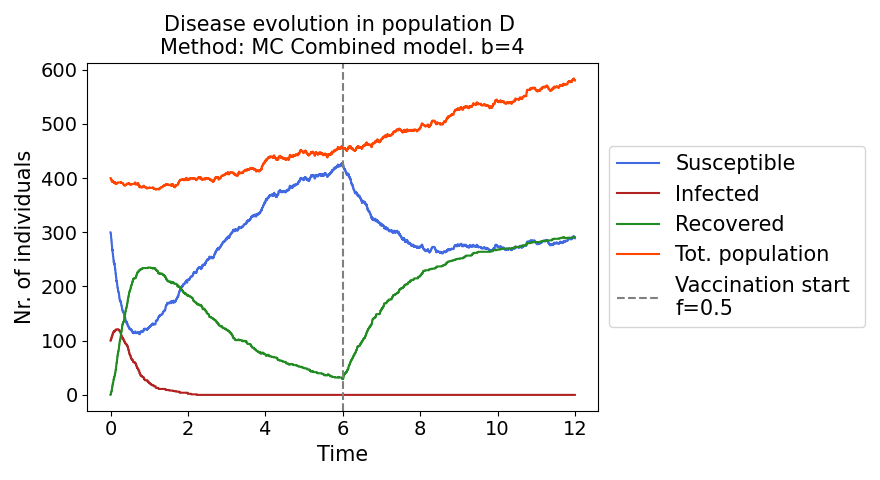 Disease evolution in population D
Method: MC Combined model. b=4
Nr. of individuals
600
500
400
300
200
100
0
0 2 4 6 8 10 12
Time
Susceptible
Infected
Recovered
Tot. population
Vaccination start
f=0.5